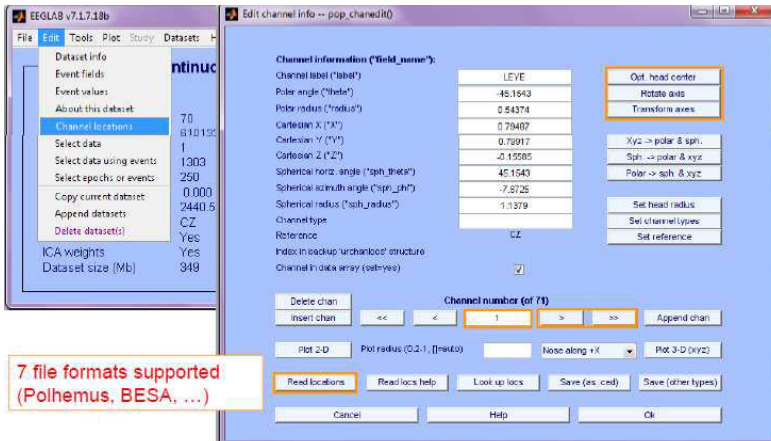 EEGLAB v7.1.7.18b
File Edit Tools Plot Study Datasets H
Dataset info
Event fields
Event values
About this dataset
Channel locations
Select data
Select data using events
Select epochs or events
Copy current dataset
Append datasets
Delete dataset(s)
ntinuc
70
1
1303
250
0.000
2440.5
CZ
Yes
ICA weights Yes
Dataset size (Mb) 349
Edit channel info -- pop_chanedit()
Channel information ("field_name"):
Channel label ("label") LEYE
Polar angle ("theta") -45.1543
Polar radius ("radius") 0.54374
Cartesian X ("X") 0.79487
Cartesian Y ("Y") 0.79917
Cartesian Z ("Z") -0.15585
Spherical horiz. angle ("sph_theta") 45.1543
Spherical azimuth angle ("sph_phi") -7.8725
Spherical radius ("sph_radius") 1.1379
Channel type
Reference CZ
Index in backup 'urchanlocs' structure
Channel in data array (set=yes)
Opt. head center
Rotate axis
Transform axes
Xyz -> polar & sph.
Sph. -> polar & xyz
Polar -> sph. & xyz
Set head radius
Set channel types
Set reference
Delete chan Channel number (of 71)
Insert chan << < 1 > >> Append chan
Plot 2-D Plot radius (0.2-1, []=auto) Nose along +X Plot 3-D (xyz)
Read locations Read locs help Look up locs Save (as .ced) Save (other types)
Cancel Help Ok
7 file formats supported
(Polhemus, BESA, …)